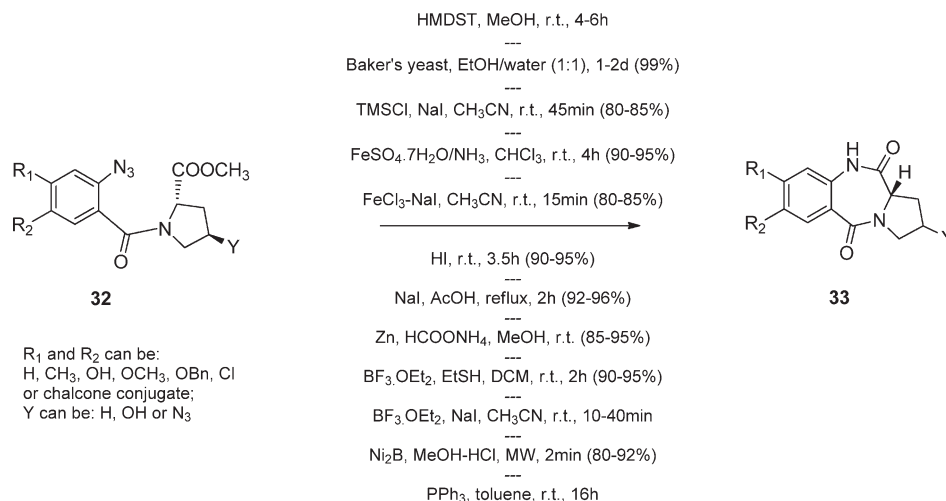 HMDST, MeOH, r.t., 4-6h
---
Baker's yeast, EtOH/water (1:1), 1-2d (99%)
---
TMSCl, NaI, CH₃CN, r.t., 45min (80-85%)
---
FeSO₄.7H₂O/NH₃, CHCl₃, r.t., 4h (90-95%)
---
FeCl₃-NaI, CH₃CN, r.t., 15min (80-85%)
HI, r.t., 3.5h (90-95%)
---
NaI, AcOH, reflux, 2h (92-96%)
---
Zn, HCOONH₄, MeOH, r.t. (85-95%)
---
BF₃.OEt₂, EtSH, DCM, r.t., 2h (90-95%)
---
BF₃.OEt₂, NaI, CH₃CN, r.t., 10-40min
---
Ni₂B, MeOH-HCl, MW, 2min (80-92%)
---
PPh₃, toluene, r.t., 16h
R₁
R₂
N₃
COOCH₃
N
O
Y
32
R₁ and R₂ can be:
H, CH₃, OH, OCH₃, OBn, Cl
or chalcone conjugate;
Y can be: H, OH or N₃
R₁
R₂
NH
O
H
N
O
Y
33